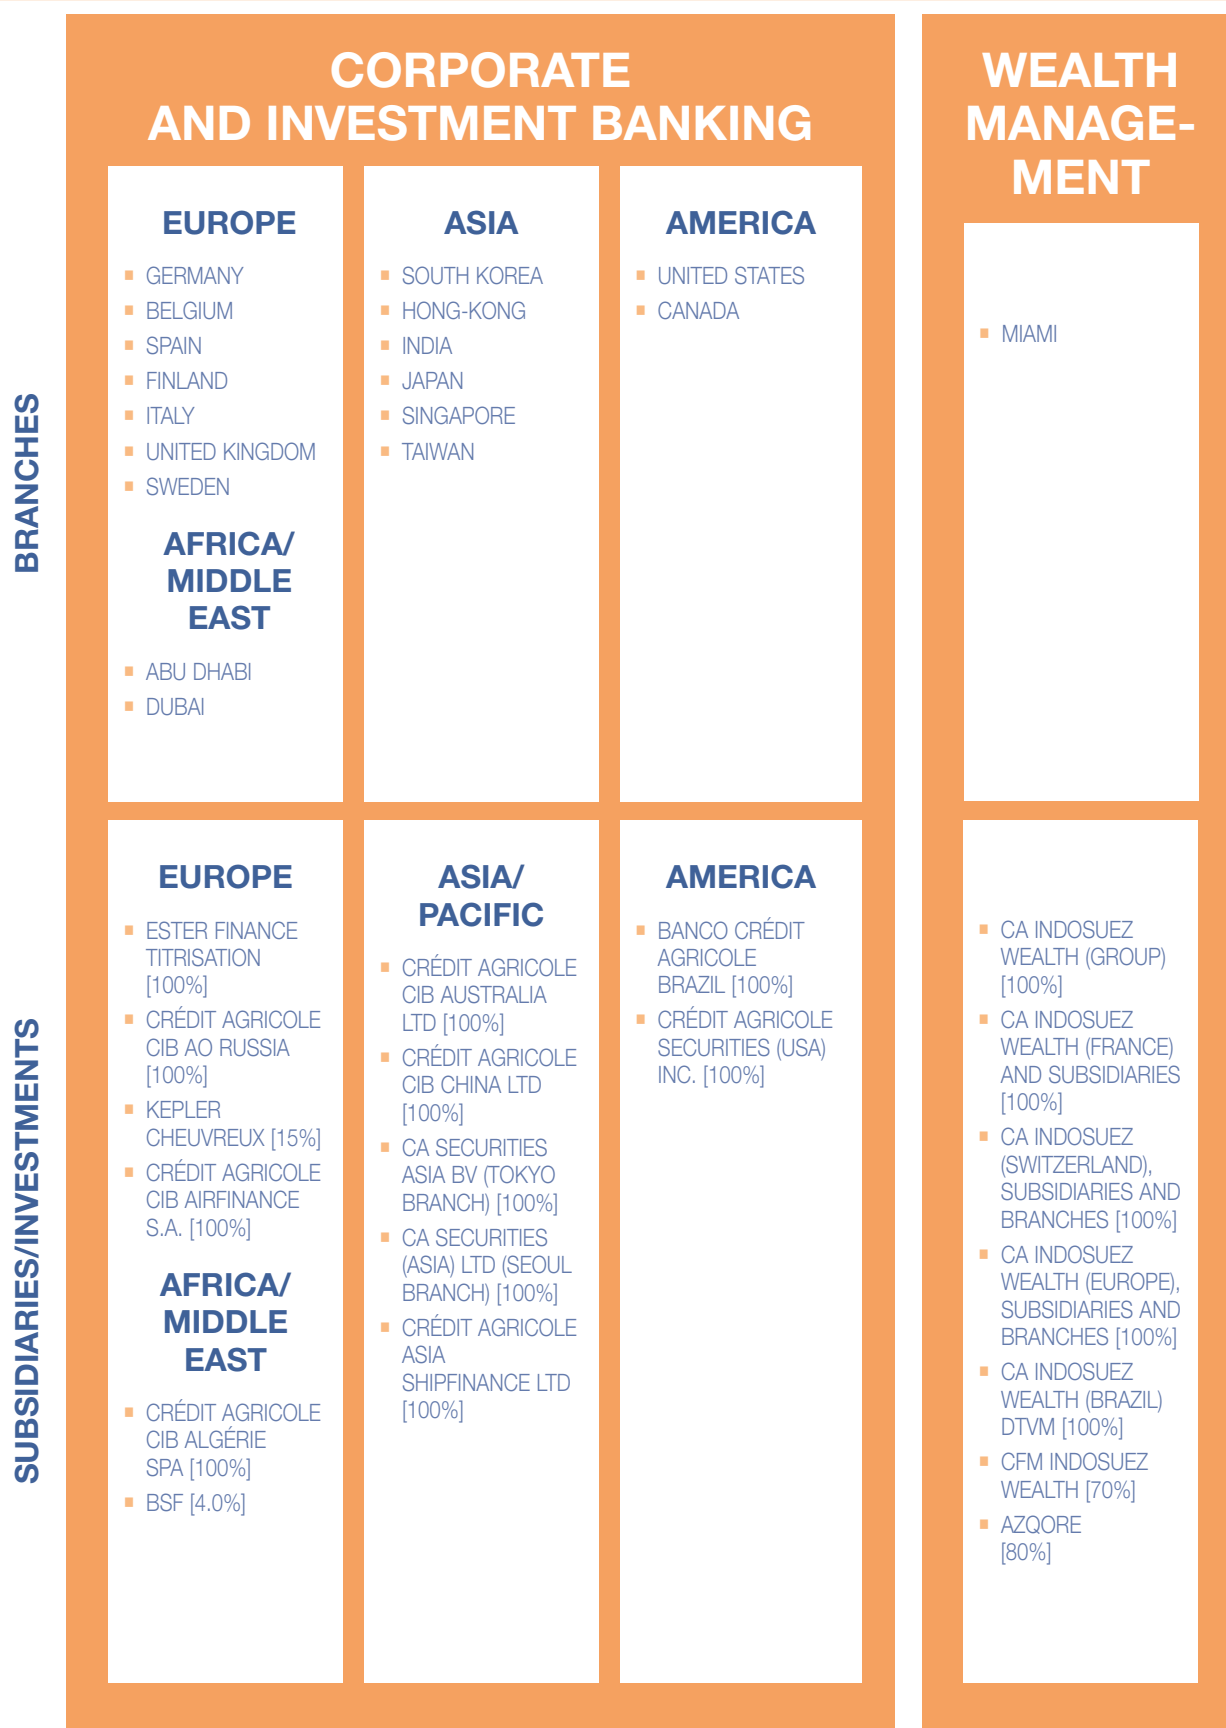 CORPORATE
AND INVESTMENT BANKING
BRANCHES
EUROPE
GERMANY
BELGIUM
SPAIN
FINLAND
ITALY
UNITED KINGDOM
SWEDEN
AFRICA/
MIDDLE
EAST
ABU DHABI
DUBAI
ASIA
SOUTH KOREA
HONG-KONG
INDIA
JAPAN
SINGAPORE
TAIWAN
AMERICA
UNITED STATES
CANADA
SUBSIDIARIES/INVESTMENTS
EUROPE
ESTER FINANCE
TITRISATION
[100%]
CRÉDIT AGRICOLE
CIB AO RUSSIA
[100%]
KEPLER
CHEUVREUX [15%]
CRÉDIT AGRICOLE
CIB AIRFINANCE
S.A. [100%]
AFRICA/
MIDDLE
EAST
CRÉDIT AGRICOLE
CIB ALGÉRIE
SPA [100%]
BSF [4.0%]
ASIA/
PACIFIC
CRÉDIT AGRICOLE
CIB AUSTRALIA
LTD [100%]
CRÉDIT AGRICOLE
CIB CHINA LTD
[100%]
CA SECURITIES
ASIA BV (TOKYO
BRANCH) [100%]
CA SECURITIES
(ASIA) LTD (SEOUL
BRANCH) [100%]
CRÉDIT AGRICOLE
ASIA
SHIPFINANCE LTD
[100%]
AMERICA
BANCO CRÉDIT
AGRICOLE
BRAZIL [100%]
CRÉDIT AGRICOLE
SECURITIES (USA)
INC. [100%]
WEALTH
MANAGE-
MENT
MIAMI
CA INDOSUEZ
WEALTH (GROUP)
[100%]
CA INDOSUEZ
WEALTH (FRANCE)
AND SUBSIDIARIES
[100%]
CA INDOSUEZ
(SWITZERLAND),
SUBSIDIARIES AND
BRANCHES [100%]
CA INDOSUEZ
WEALTH (EUROPE),
SUBSIDIARIES AND
BRANCHES [100%]
CA INDOSUEZ
WEALTH (BRAZIL)
DTVM [100%]
CFM INDOSUEZ
WEALTH [70%]
AZQORE
[80%]